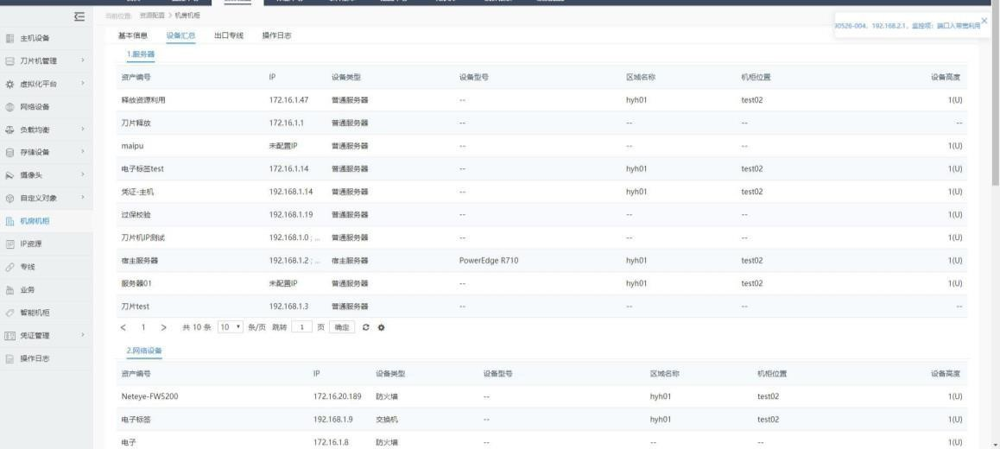 当前位置: 资源配置 > 机房机柜
90526-004, 192.168.2.1, 监控项: 端口入带宽利用
主机设备
刀片机管理
虚拟化平台
网络设备
负载均衡
存储设备
摄像头
自定义对象
机房机柜
IP资源
专线
业务
智能机柜
凭证管理
操作日志
基本信息 设备汇总 出口专线 操作日志
1.服务器
资产编号 IP 设备类型 设备型号 区域名称 机柜位置 设备高度
释放资源利用 172.16.1.47 普通服务器 -- hyh01 test02 1(U)
刀片释放 172.16.1.1 普通服务器 -- -- -- --
maipu 未配置IP 普通服务器 -- -- -- 1(U)
电子标签test 172.16.1.14 普通服务器 -- hyh01 test02 1(U)
凭证-主机 192.168.1.14 普通服务器 -- hyh01 test02 1(U)
过保校验 192.168.1.19 普通服务器 -- -- -- 1(U)
刀片机IP测试 192.168.1.0 ; ... 普通服务器 -- -- -- 1(U)
宿主服务器 192.168.1.2 ; ... 宿主服务器 PowerEdge R710 hyh01 test02 1(U)
服务器01 未配置IP 普通服务器 -- hyh01 test02 1(U)
刀片test 192.168.1.3 普通服务器 -- -- -- --
< 1 > 共 10 条 10 条/页 跳转 1 页 确定
2.网络设备
资产编号 IP 设备类型 设备型号 区域名称 机柜位置 设备高度
Neteye-FW5200 172.16.20.189 防火墙 -- hyh01 test02 1(U)
电子标签 192.168.1.9 交换机 -- hyh01 test02 1(U)
电子 172.16.1.8 防火墙 -- -- -- 1(U)